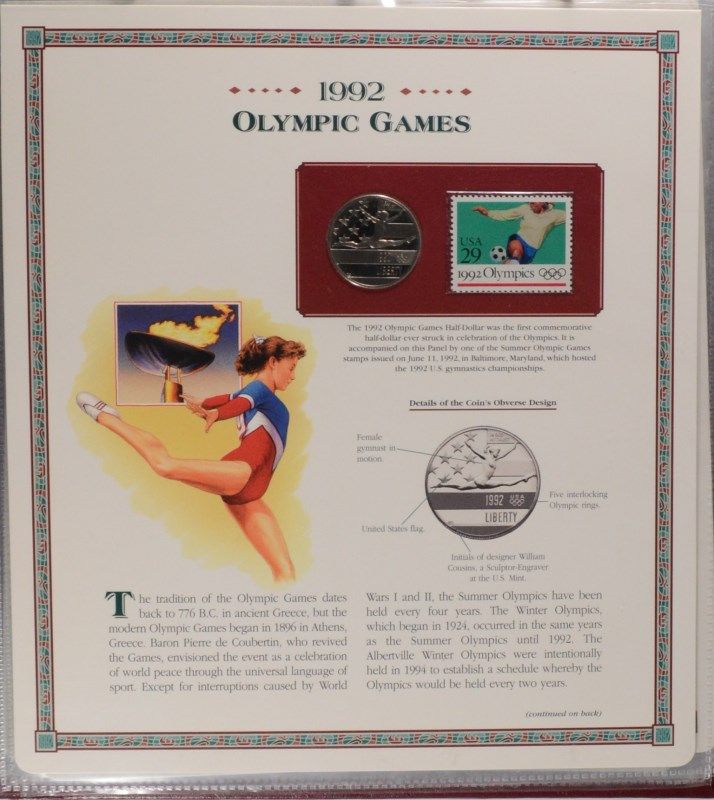 1992
OLYMPIC GAMES
LIBERTY
USA
29
1992 Olympics
The 1992 Olympic Games Half-Dollar was the first commemorative
half-dollar ever struck in celebration of the Olympics. It is
accompanied on this Panel by one of the Summer Olympic Games
stamps issued on June 11, 1992, in Baltimore, Maryland, which hosted
the 1992 U.S. gymnastics championships.
Details of the Coin's Obverse Design
Female
gymnast in
motion.
1992 USA
LIBERTY
Five interlocking
Olympic rings.
United States flag.
Initials of designer William
Cousins, a Sculptor-Engraver
at the U.S. Mint.
The tradition of the Olympic Games dates
back to 776 B.C. in ancient Greece, but the
modern Olympic Games began in 1896 in Athens,
Greece. Baron Pierre de Coubertin, who revived
the Games, envisioned the event as a celebration
of world peace through the universal language of
sport. Except for interruptions caused by World
Wars I and II, the Summer Olympics have been
held every four years. The Winter Olympics,
which began in 1924, occurred in the same years
as the Summer Olympics until 1992. The
Albertville Winter Olympics were intentionally
held in 1994 to establish a schedule whereby the
Olympics would be held every two years.
(continued on back)